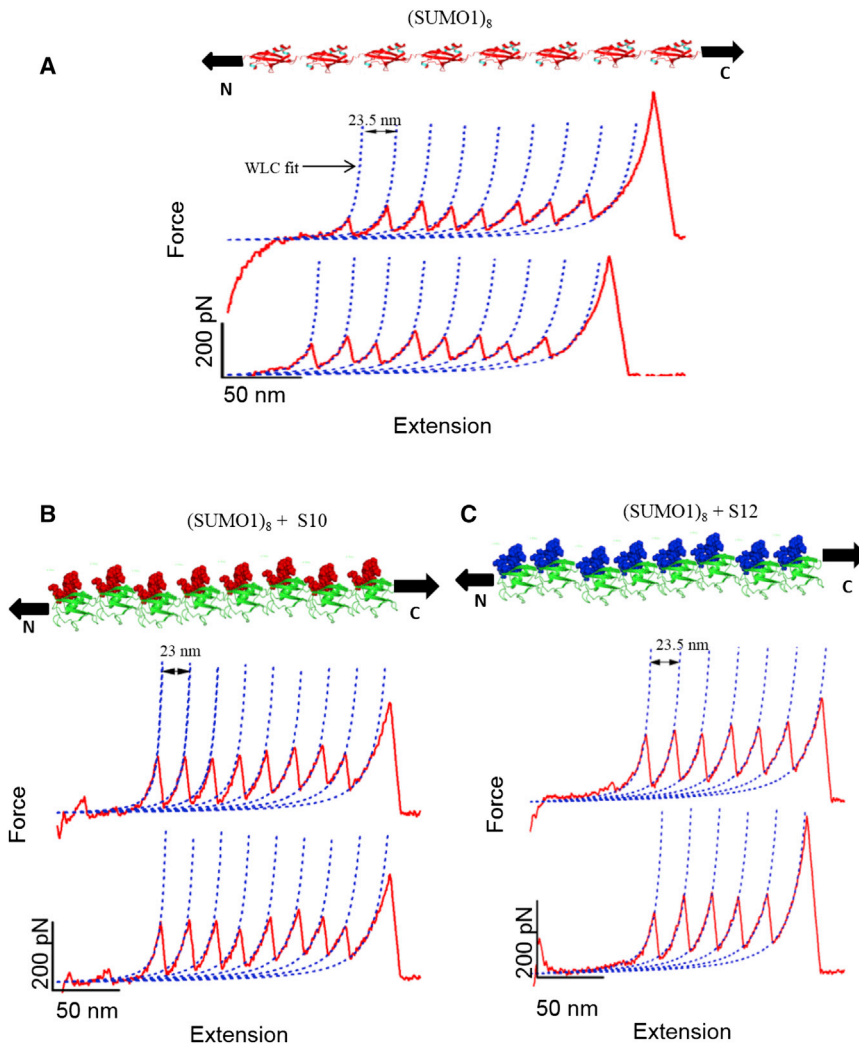 (SUMO1)8
A
N
C
23.5 nm
WLC fit
Force
200 pN
50 nm
Extension
B
(SUMO1)8 + S10
N
C
23 nm
Force
200 pN
50 nm
Extension
C
(SUMO1)8 + S12
N
C
23.5 nm
Force
200 pN
50 nm
Extension